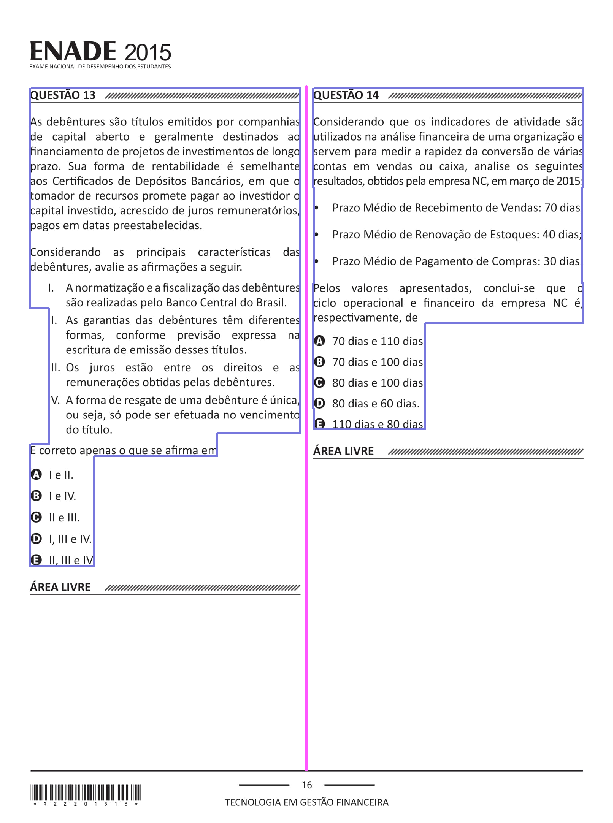 ENADE 2015
EXAME NACIONAL DE DESEMPENHO DOS ESTUDANTES
QUESTÃO 13
As debêntures são títulos emitidos por companhias
de capital aberto e geralmente destinados ao
financiamento de projetos de investimentos de longo
prazo. Sua forma de rentabilidade é semelhante
aos Certificados de Depósitos Bancários, em que o
tomador de recursos promete pagar ao investidor o
capital investido, acrescido de juros remuneratórios,
pagos em datas preestabelecidas.
Considerando as principais características das
debêntures, avalie as afirmações a seguir.
I. A normatização e a fiscalização das debêntures
são realizadas pelo Banco Central do Brasil.
I. As garantias das debêntures têm diferentes
formas, conforme previsão expressa na
escritura de emissão desses títulos.
II. Os juros estão entre os direitos e as
remunerações obtidas pelas debêntures.
V. A forma de resgate de uma debênture é única,
ou seja, só pode ser efetuada no vencimento
do título.
É correto apenas o que se afirma em
A I e II.
B I e IV.
C II e III.
D I, III e IV.
E II, III e IV
ÁREA LIVRE
QUESTÃO 14
Considerando que os indicadores de atividade são
utilizados na análise financeira de uma organização e
servem para medir a rapidez da conversão de várias
contas em vendas ou caixa, analise os seguintes
resultados, obtidos pela empresa NC, em março de 2015:
• Prazo Médio de Recebimento de Vendas: 70 dias
• Prazo Médio de Renovação de Estoques: 40 dias;
• Prazo Médio de Pagamento de Compras: 30 dias
Pelos valores apresentados, conclui-se que o
ciclo operacional e financeiro da empresa NC é,
respectivamente, de
A 70 dias e 110 dias
B 70 dias e 100 dias
C 80 dias e 100 dias
D 80 dias e 60 dias.
E 110 dias e 80 dias
ÁREA LIVRE
16
TECNOLOGIA EM GESTÃO FINANCEIRA